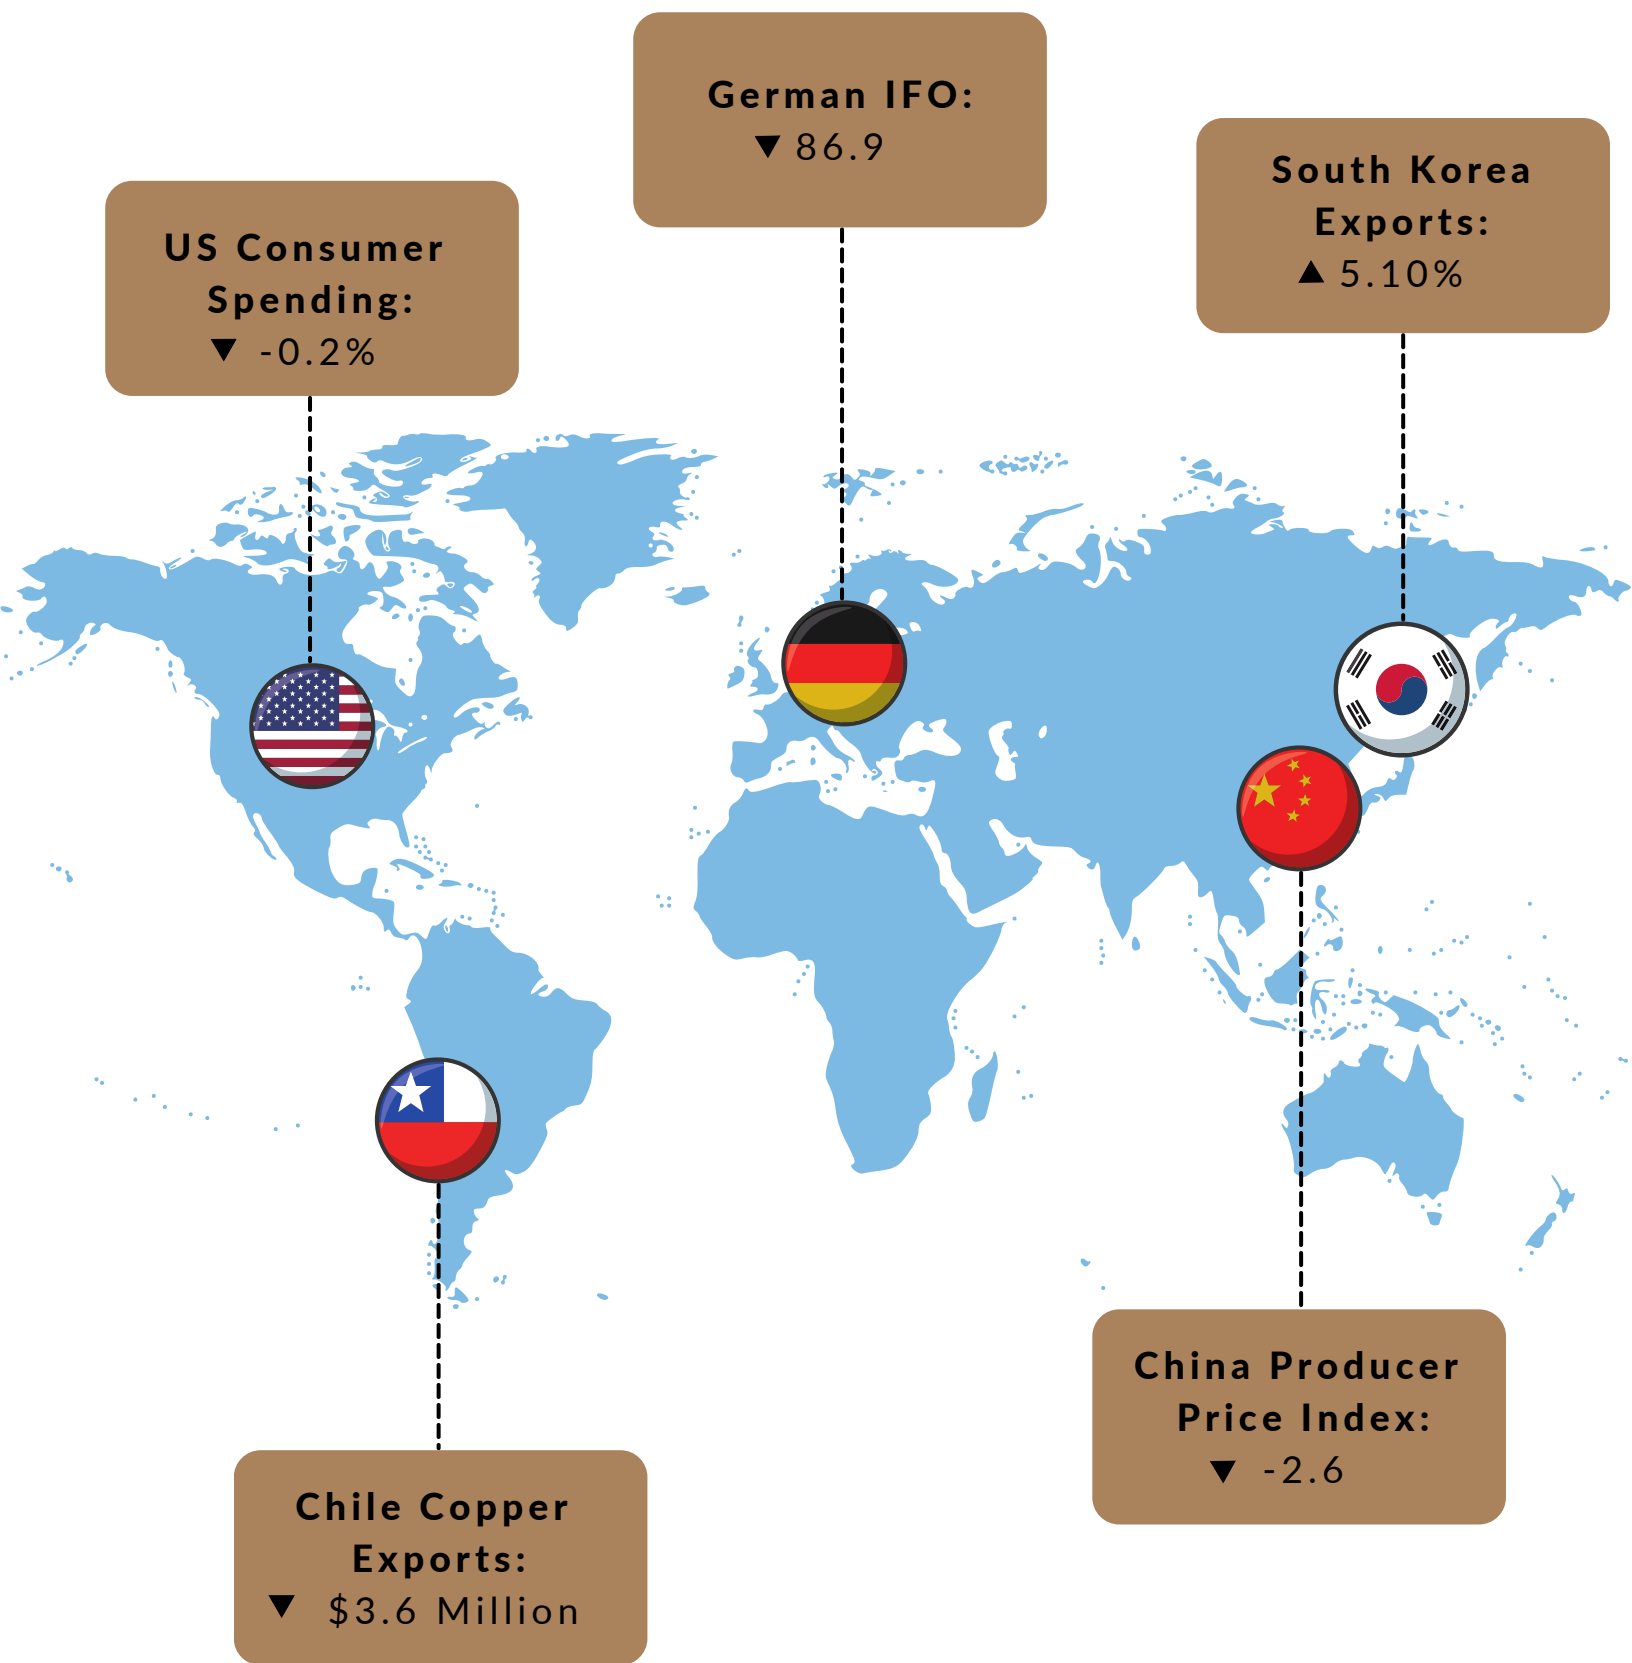 German IFO:
▼ 86.9
South Korea
Exports:
▲ 5.10%
US Consumer
Spending:
▼ -0.2%
China Producer
Price Index:
▼ -2.6
Chile Copper
Exports:
▼ $3.6 Million